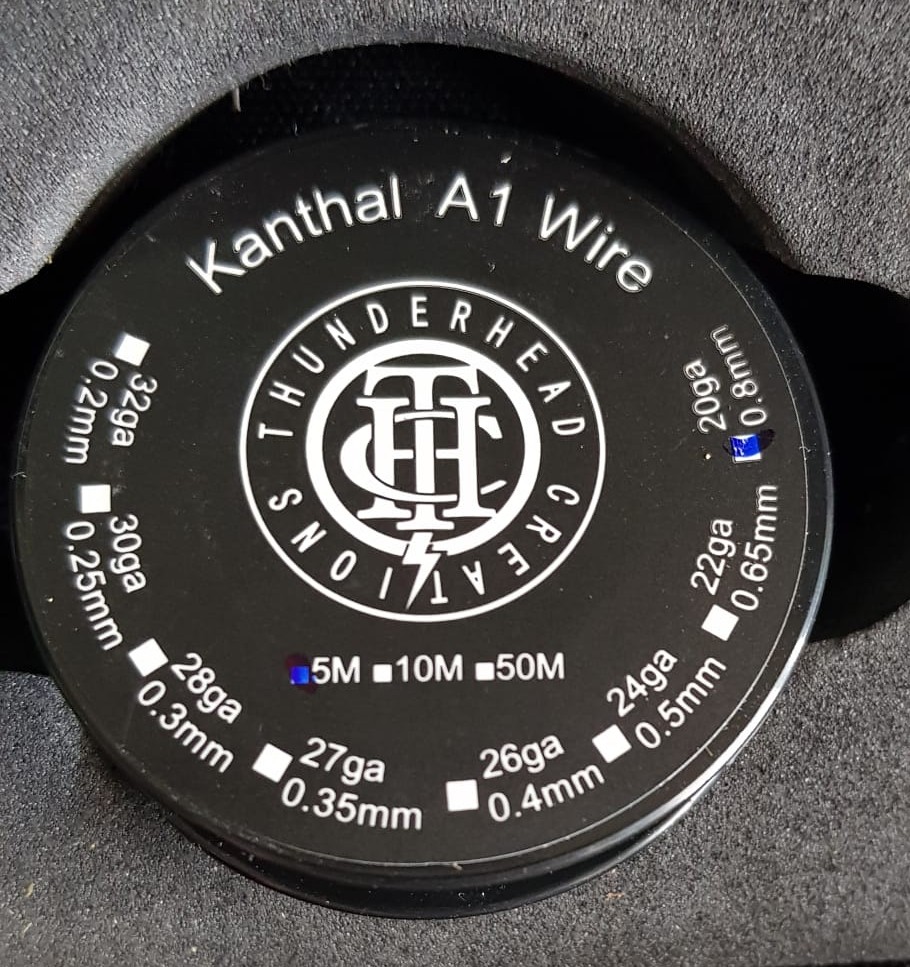 Kanthal A1 Wire
THUNDERHEAD CREATIONS
THC
32ga
0.2mm
30ga
0.25mm
28ga
0.3mm
27ga
0.35mm
26ga
0.4mm
24ga
0.5mm
22ga
0.65mm
20ga
0.8mm
5M 10M 50M